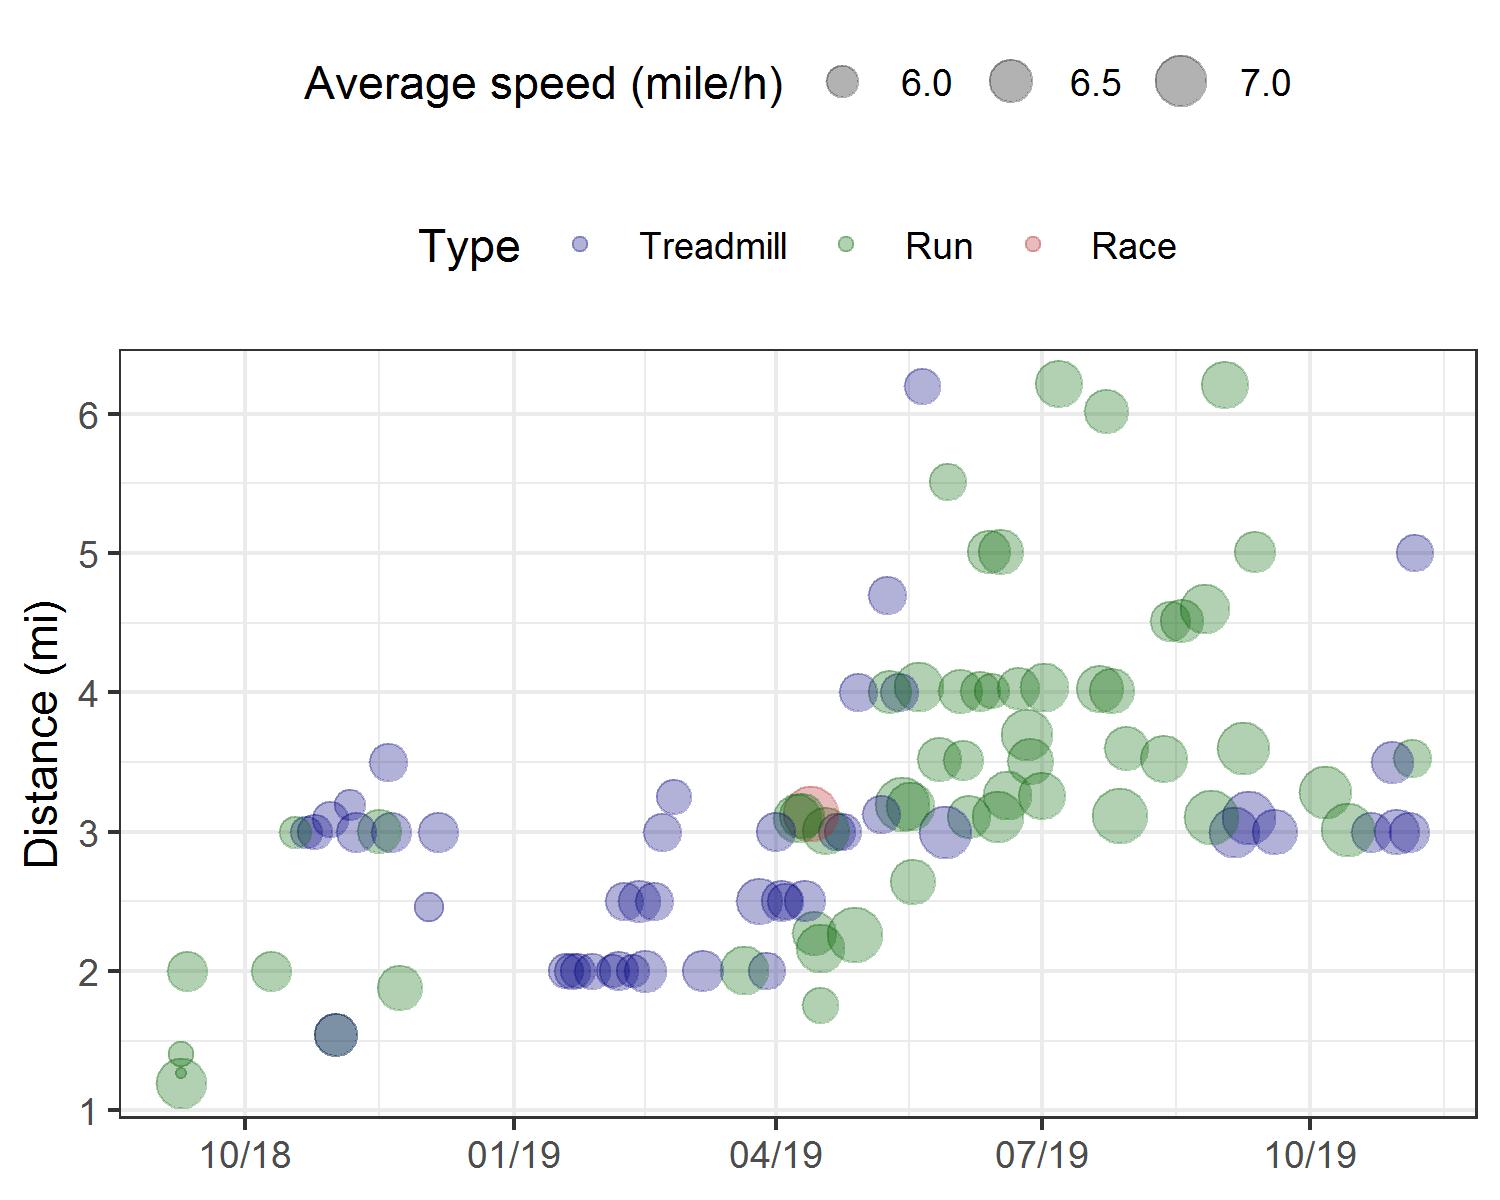 Average speed (mile/h) 6.0 6.5 7.0
Type Treadmill Run Race
Distance (mi)
6
5
4
3
2
1
10/18 01/19 04/19 07/19 10/19